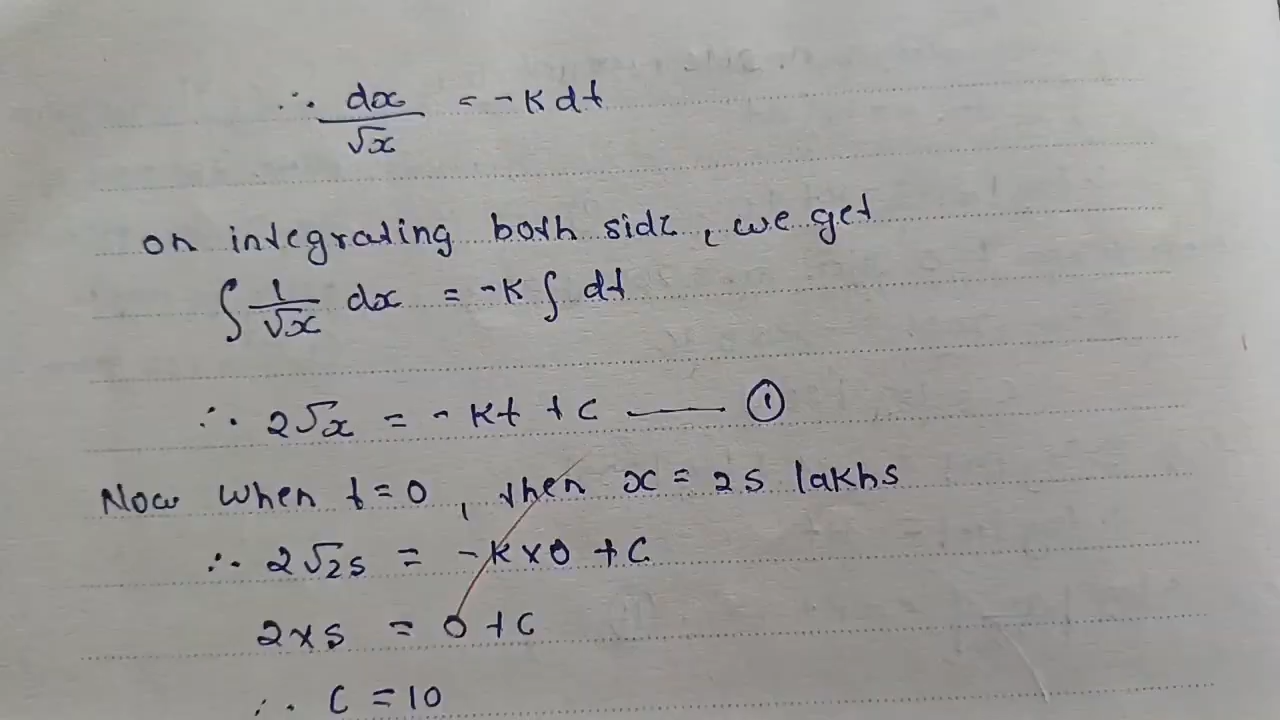 ∴ dx/√x = -k dt
on integrating both side, we get
∫ 1/√x dx = -k ∫ dt
∴ 2√x = -kt + c —— ①
Now when t=0, then x = 25 lakhs
∴ 2√25 = -k×0 + c
2×5 = 0 + c
∴ c = 10